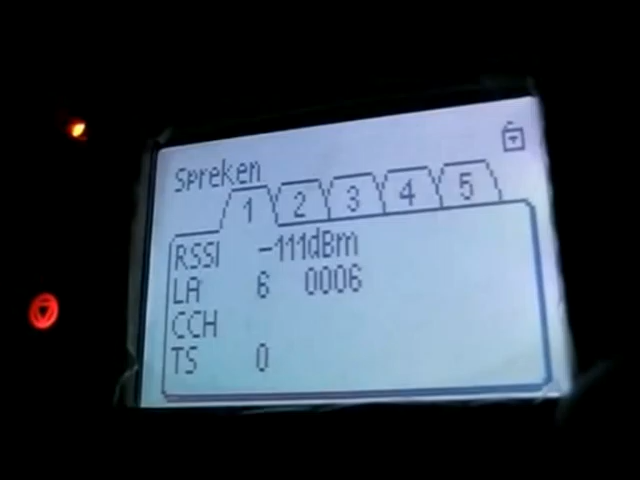 Spreken
1 2 3 4 5
RSSI -111dBm
LA 6 0006
CCH
TS 0